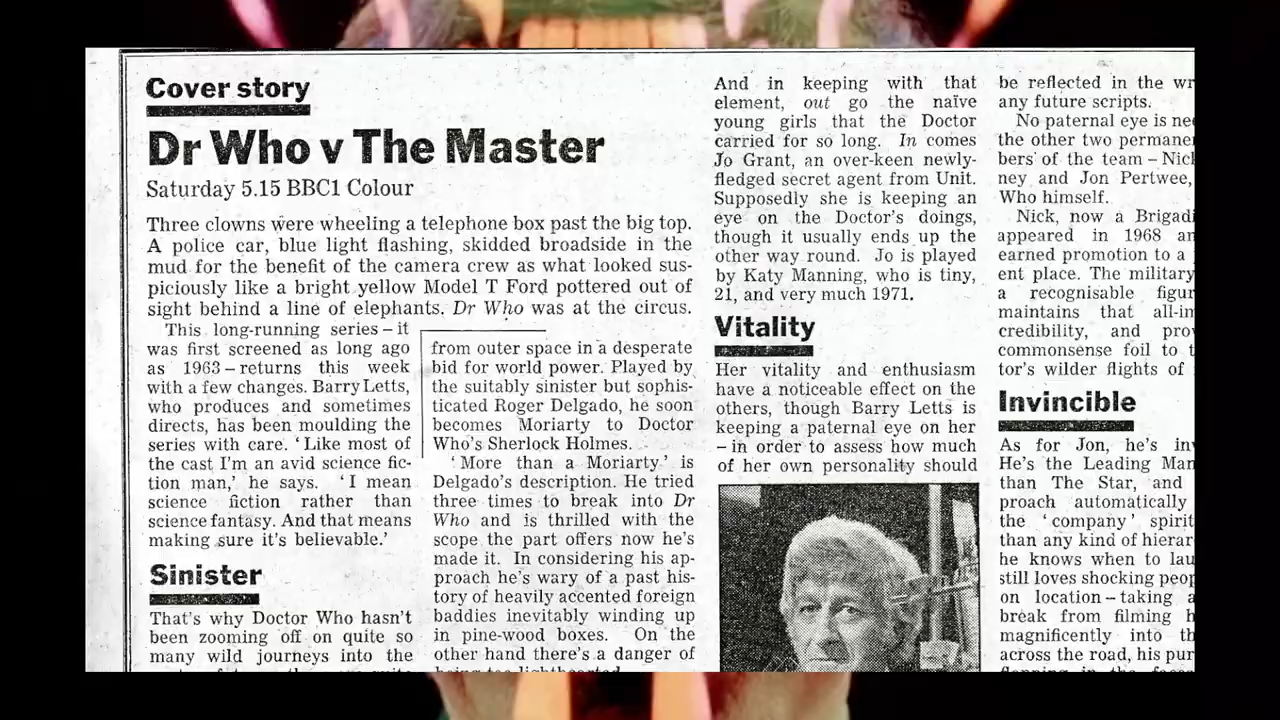 Cover story
Dr Who v The Master
Saturday 5.15 BBC1 Colour
Three clowns were wheeling a telephone box past the big top.
A police car, blue light flashing, skidded broadside in the
mud for the benefit of the camera crew as what looked sus-
piciously like a bright yellow Model T Ford pottered out of
sight behind a line of elephants. Dr Who was at the circus.
This long-running series – it
was first screened as long ago
as 1963 – returns this week
with a few changes. Barry Letts,
who produces and sometimes
directs, has been moulding the
series with care. ‘Like most of
the cast I'm an avid science fic-
tion man,’ he says. ‘I mean
science fiction rather than
science fantasy. And that means
making sure it's believable.’
Sinister
That's why Doctor Who hasn't
been zooming off on quite so
many wild journeys into the
from outer space in a desperate
bid for world power. Played by
the suitably sinister but sophis-
ticated Roger Delgado, he soon
becomes Moriarty to Doctor
Who's Sherlock Holmes.
‘More than a Moriarty’ is
Delgado's description. He tried
three times to break into Dr
Who and is thrilled with the
scope the part offers now he's
made it. In considering his ap-
proach he's wary of a past his-
tory of heavily accented foreign
baddies inevitably winding up
in pine-wood boxes. On the
other hand there's a danger of
being too lighthearted
And in keeping with that
element, out go the naïve
young girls that the Doctor
carried for so long. In comes
Jo Grant, an over-keen newly-
fledged secret agent from Unit.
Supposedly she is keeping an
eye on the Doctor's doings,
though it usually ends up the
other way round. Jo is played
by Katy Manning, who is tiny,
21, and very much 1971.
Vitality
Her vitality and enthusiasm
have a noticeable effect on the
others, though Barry Letts is
keeping a paternal eye on her
– in order to assess how much
of her own personality should
be reflected in the wr
any future scripts.
No paternal eye is nee
the other two permane
bers of the team – Nick
ney and Jon Pertwee,
Who himself.
Nick, now a Brigadi
appeared in 1968 an
earned promotion to a
ent place. The military
a recognisable figur
maintains that all-im
credibility, and prov
commonsense foil to t
tor's wilder flights of
Invincible
As for Jon, he's inv
He's the Leading Man
than The Star, and
proach automatically
the ‘company’ spirit
than any kind of hierar
he knows when to lau
still loves shocking peop
on location – taking a
break from filming h
magnificently into th
across the road, his pur